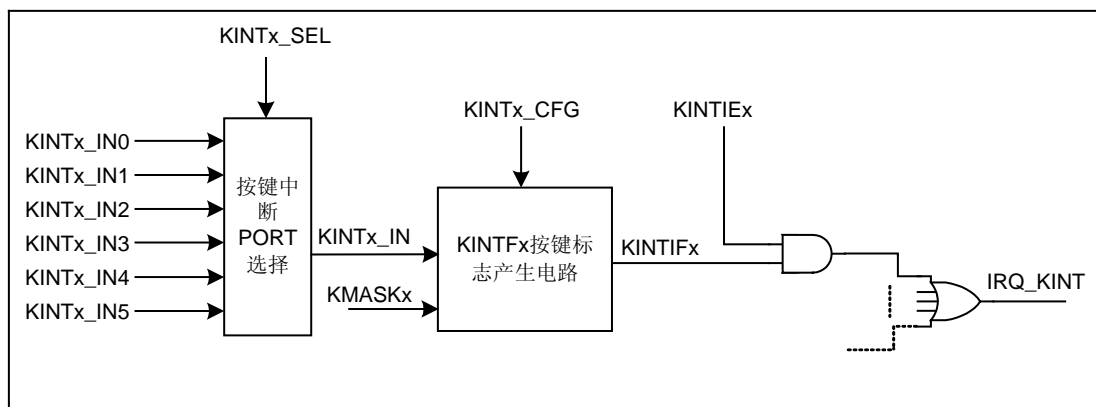 KINTx_SEL
KINTx_CFG
KINTIEx
KINTx_IN0
KINTx_IN1
KINTx_IN2
KINTx_IN3
KINTx_IN4
KINTx_IN5
按键中
断
PORT
选择
KINTx_IN
KMASKx
KINTFx按键标
志产生电路
KINTIFx
IRQ_KINT